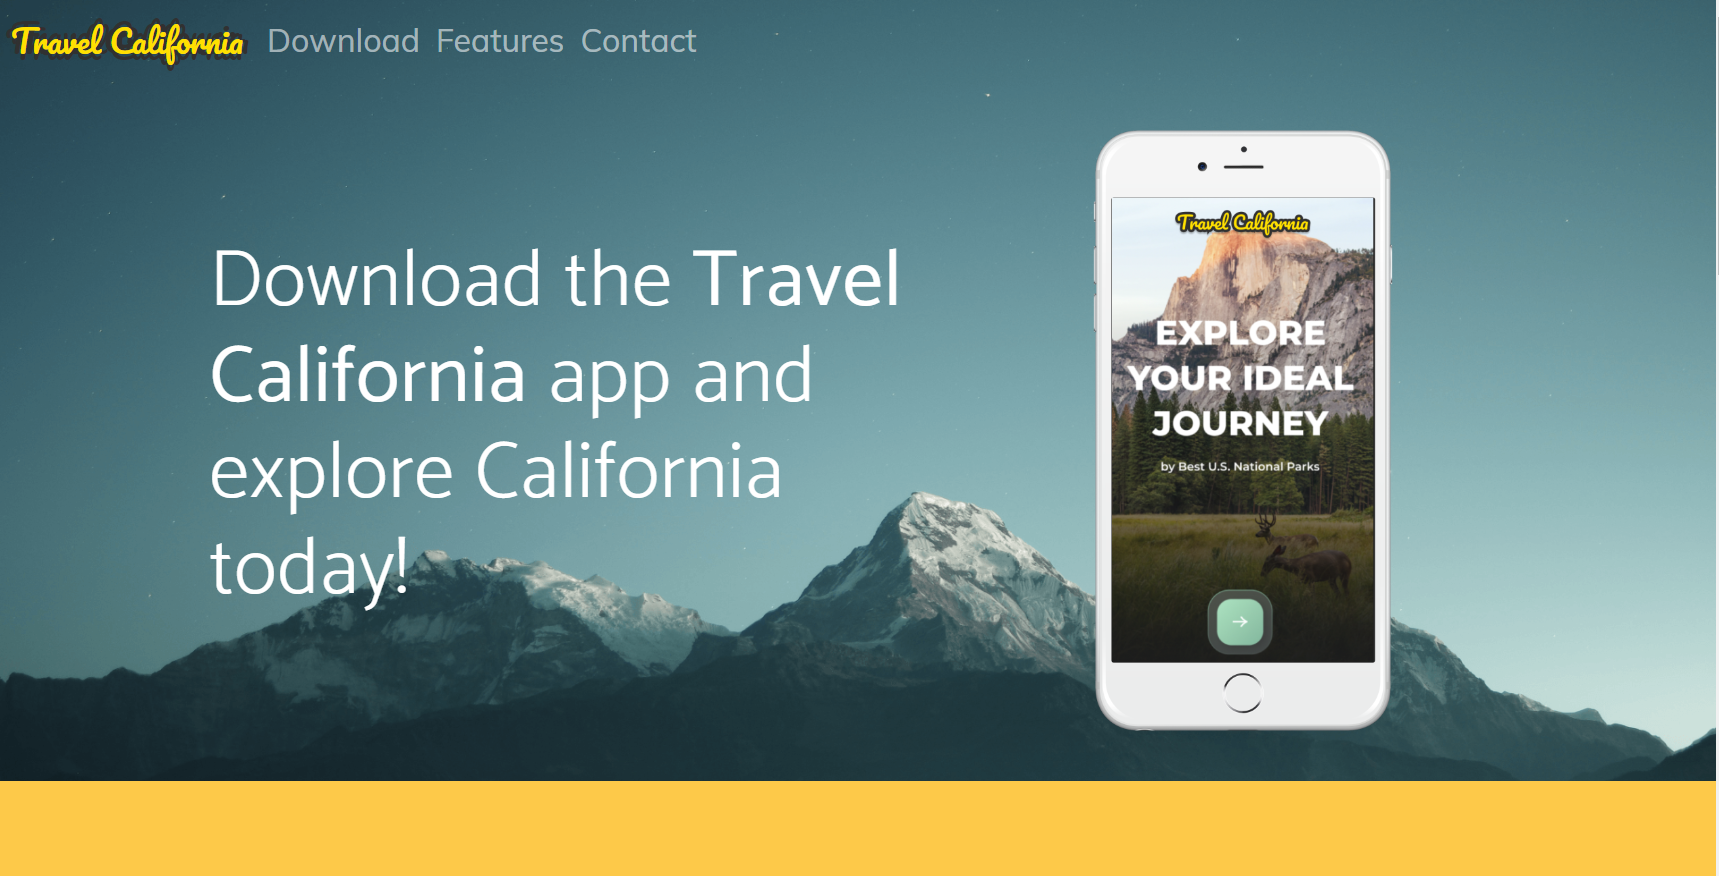 Travel California Download Features Contact
Download the Travel
California app and
explore California
today!
Travel California
EXPLORE
YOUR IDEAL
JOURNEY
by Best U.S. National Parks